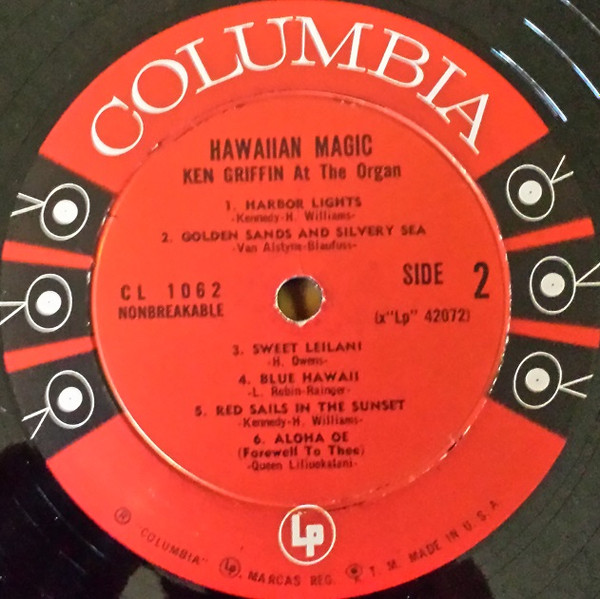 COLUMBIA
HAWAIIAN MAGIC
KEN GRIFFIN At The Organ
1. HARBOR LIGHTS
-Kennedy-H. Williams-
2. GOLDEN SANDS AND SILVERY SEA
-Van Alstyne-Blaufuss-
CL 1062
NONBREAKABLE
SIDE 2
(x"Lp" 42072)
3. SWEET LEILANI
-H. Owens-
4. BLUE HAWAII
-L. Robin-Rainger-
5. RED SAILS IN THE SUNSET
-Kennedy-H. Williams-
6. ALOHA OE
(Farewell To Thee)
-Queen Liliuokalani-
Lp
® "COLUMBIA" Lp MARCAS REG. T. M. MADE IN U.S.A.